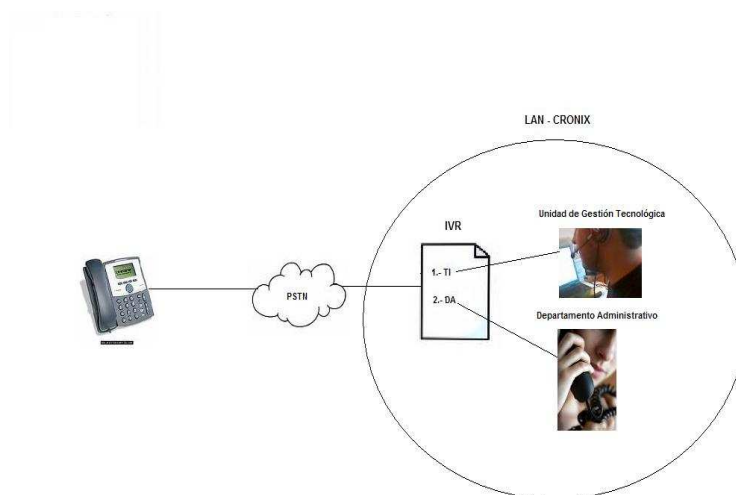 LAN - CRONIX
IVR
Unidad de Gestión Tecnológica
1.- TI
2.- DA
PSTN
Departamento Administrativo